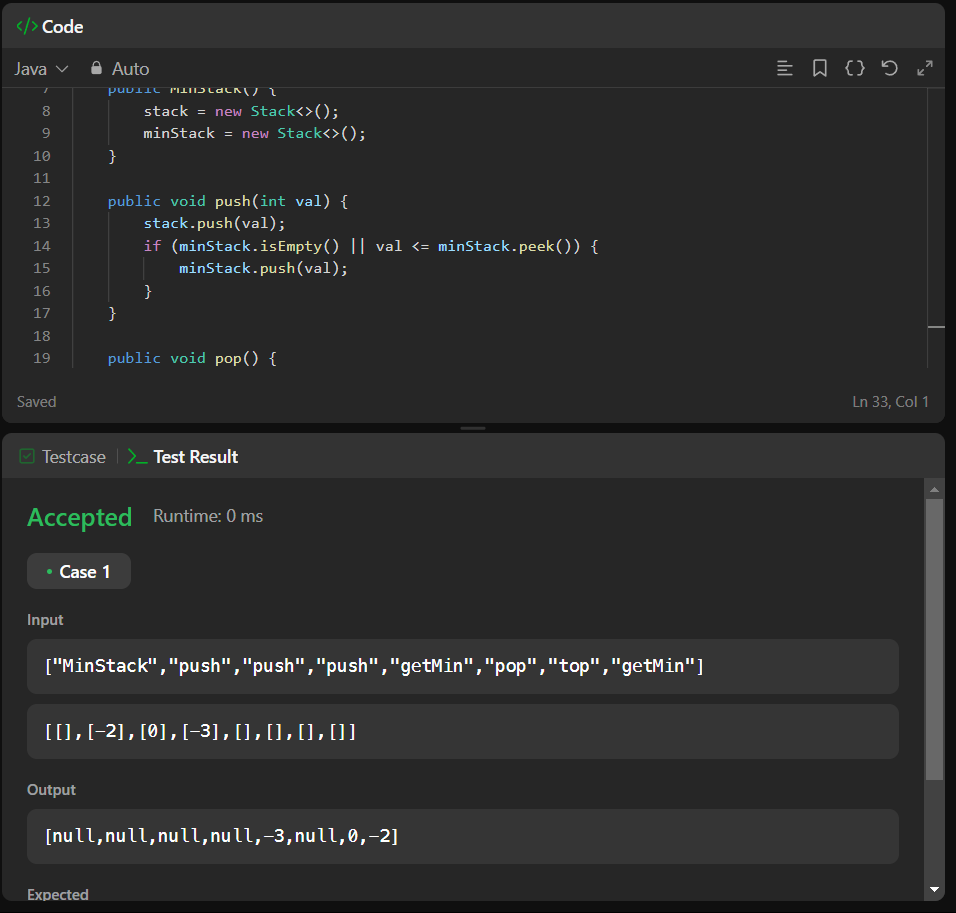 </> Code
Java Auto
7 public MinStack() {
8 stack = new Stack<>();
9 minStack = new Stack<>();
10 }
11
12 public void push(int val) {
13 stack.push(val);
14 if (minStack.isEmpty() || val <= minStack.peek()) {
15 minStack.push(val);
16 }
17 }
18
19 public void pop() {
Saved Ln 33, Col 1
Testcase | >_ Test Result
Accepted Runtime: 0 ms
• Case 1
Input
["MinStack","push","push","push","getMin","pop","top","getMin"]
[[],[-2],[0],[-3],[],[],[],[]]
Output
[null,null,null,null,-3,null,0,-2]
Expected